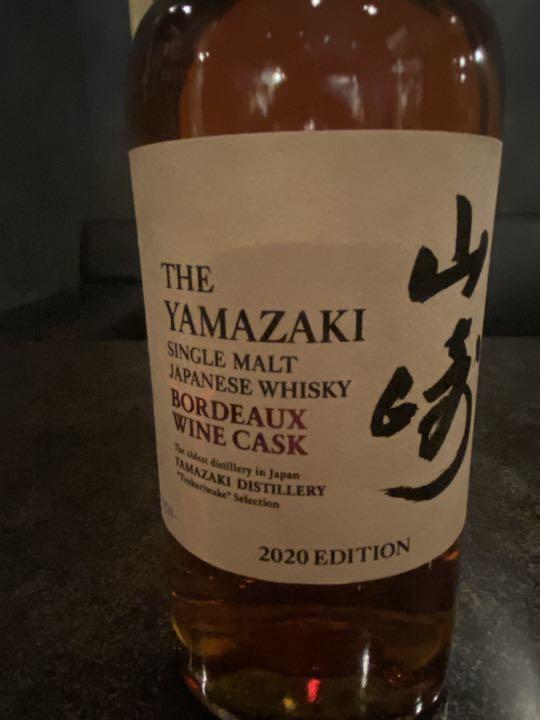 THE
YAMAZAKI
SINGLE MALT
JAPANESE WHISKY
BORDEAUX
WINE CASK
The oldest distillery in Japan
YAMAZAKI DISTILLERY
"Tsukuriwake" Selection
2020 EDITION
山崎